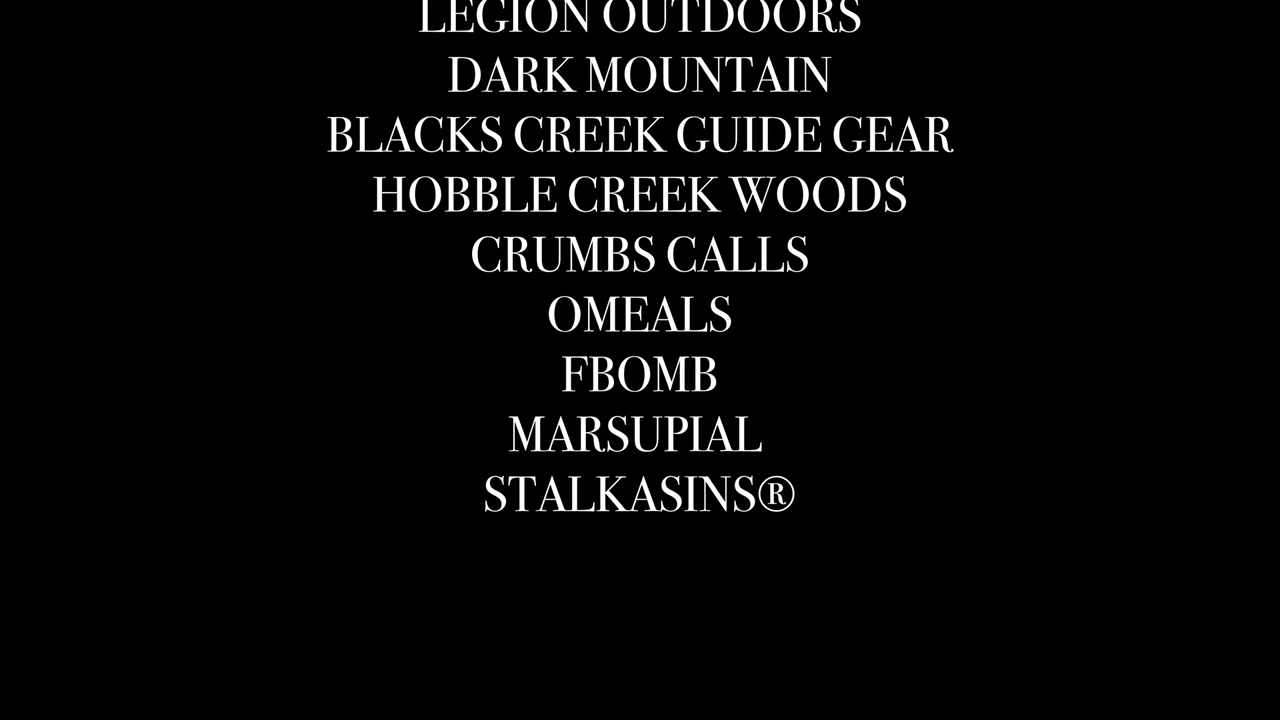 LEGION OUTDOORS
DARK MOUNTAIN
BLACKS CREEK GUIDE GEAR
HOBBLE CREEK WOODS
CRUMBS CALLS
OMEALS
FBOMB
MARSUPIAL
STALKASINS®